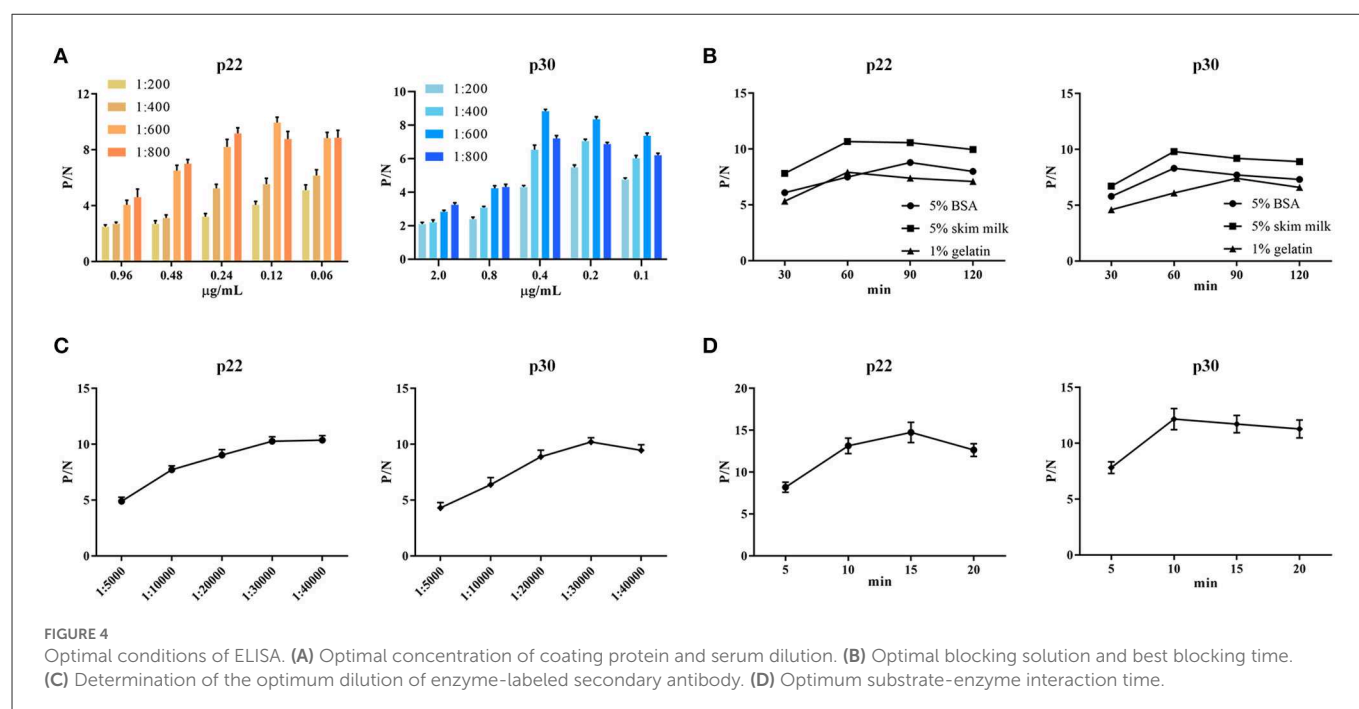 A
p22
1:200
1:400
1:600
1:800
P/N
12
8
4
0
0.96 0.48 0.24 0.12 0.06
µg/mL
p30
1:200
1:400
1:600
1:800
P/N
10
8
6
4
2
0
2.0 0.8 0.4 0.2 0.1
µg/mL
B
p22
P/N
15
10
5
0
5% BSA
5% skim milk
1% gelatin
30 60 90 120
min
p30
P/N
15
10
5
0
5% BSA
5% skim milk
1% gelatin
30 60 90 120
min
C
p22
P/N
15
10
5
0
1:5000 1:10000 1:20000 1:30000 1:40000
p30
P/N
15
10
5
0
1:5000 1:10000 1:20000 1:30000 1:40000
D
p22
P/N
20
15
10
5
0
5 10 15 20
min
p30
P/N
15
10
5
0
5 10 15 20
min
FIGURE 4
Optimal conditions of ELISA. (A) Optimal concentration of coating protein and serum dilution. (B) Optimal blocking solution and best blocking time.
(C) Determination of the optimum dilution of enzyme-labeled secondary antibody. (D) Optimum substrate-enzyme interaction time.